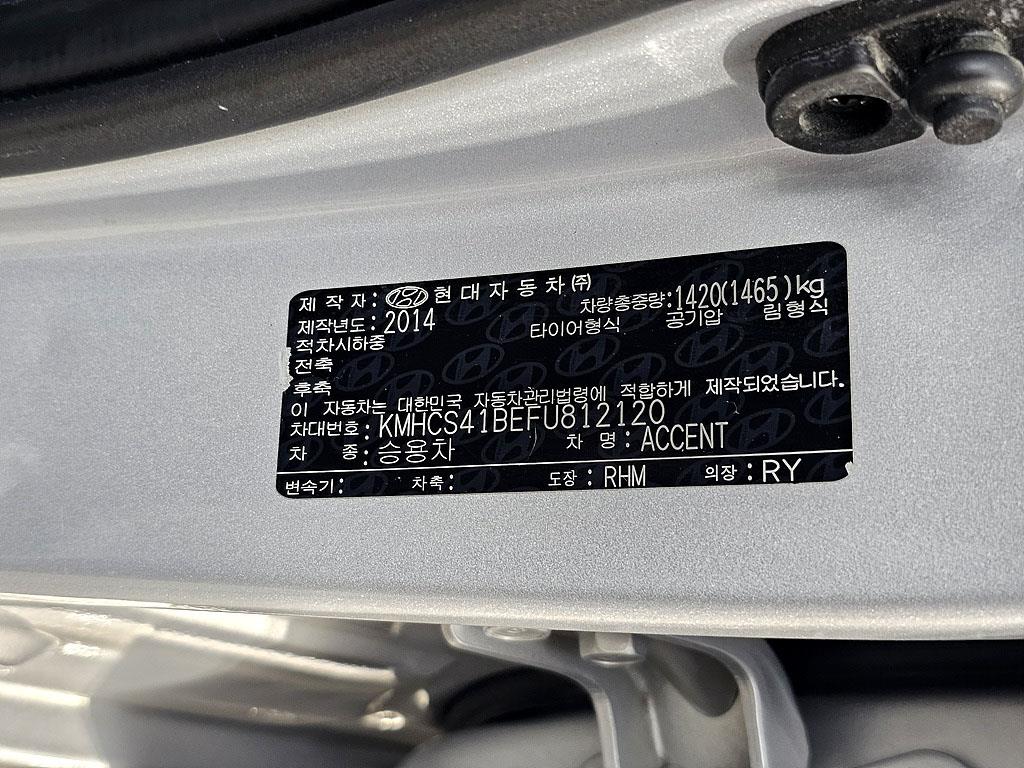 제 작 자 : 현 대 자 동 차 ㈜
제작년도 : 2014 차량총중량 : 1420(1465)kg
적차시하중 타이어형식 공기압 림형식
전축
후축
이 자동차는 대한민국 자동차관리법령에 적합하게 제작되었습니다.
차대번호 : KMHCS41BEFU812120
차 종 : 승용차 차 명 : ACCENT
변속기 : 차축 : 도장 : RHM 의장 : RY